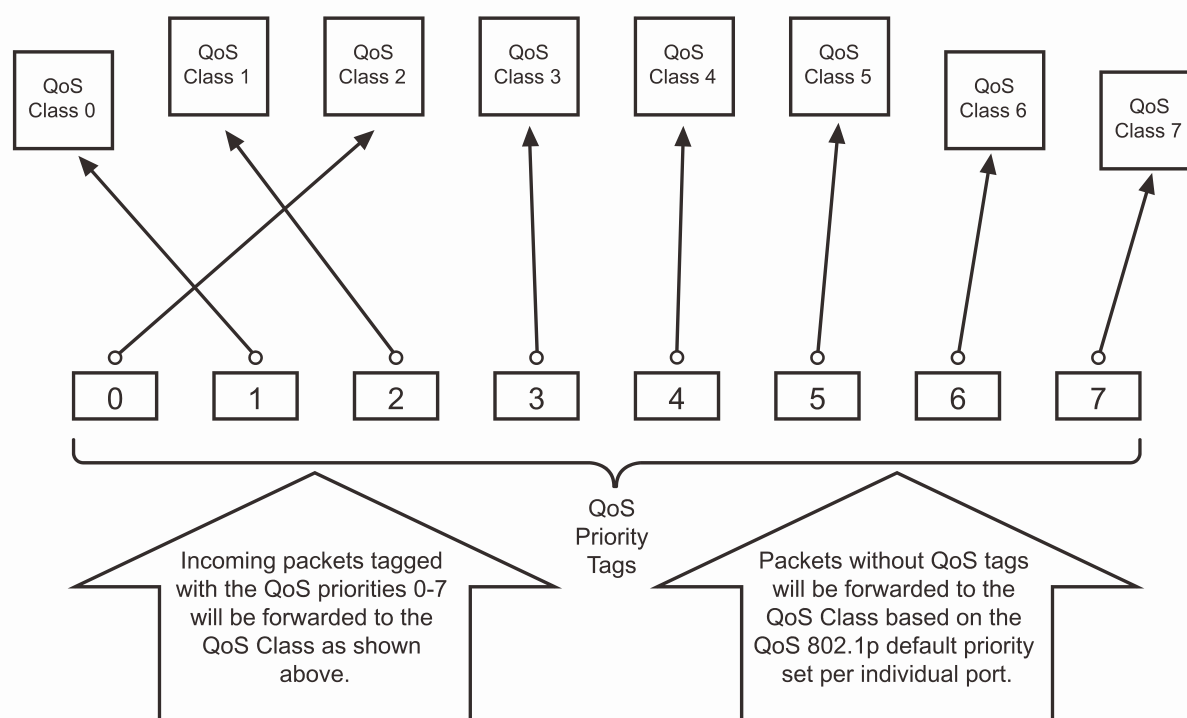 QoS
Class 0
QoS
Class 1
QoS
Class 2
QoS
Class 3
QoS
Class 4
QoS
Class 5
QoS
Class 6
QoS
Class 7
0
1
2
3
4
5
6
7
QoS
Priority
Tags
Incoming packets tagged
with the QoS priorities 0-7
will be forwarded to the
QoS Class as shown
above.
Packets without QoS tags
will be forwarded to the
QoS Class based on the
QoS 802.1p default priority
set per individual port.